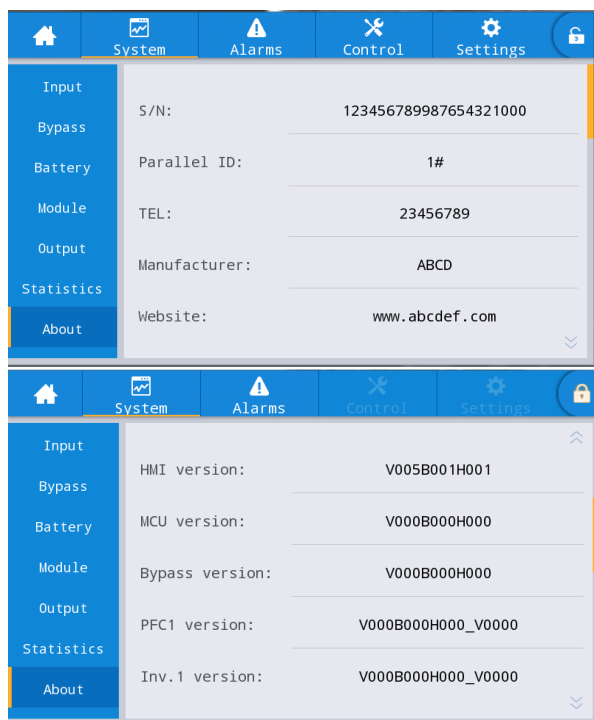 System Alarms Control Settings
Input
Bypass
Battery
Module
Output
Statistics
About
S/N: 123456789987654321000
Parallel ID: 1#
TEL: 23456789
Manufacturer: ABCD
Website: www.abcdef.com
System Alarms Control Settings
Input
Bypass
Battery
Module
Output
Statistics
About
HMI version: V005B001H001
MCU version: V000B000H000
Bypass version: V000B000H000
PFC1 version: V000B000H000_V0000
Inv.1 version: V000B000H000_V0000